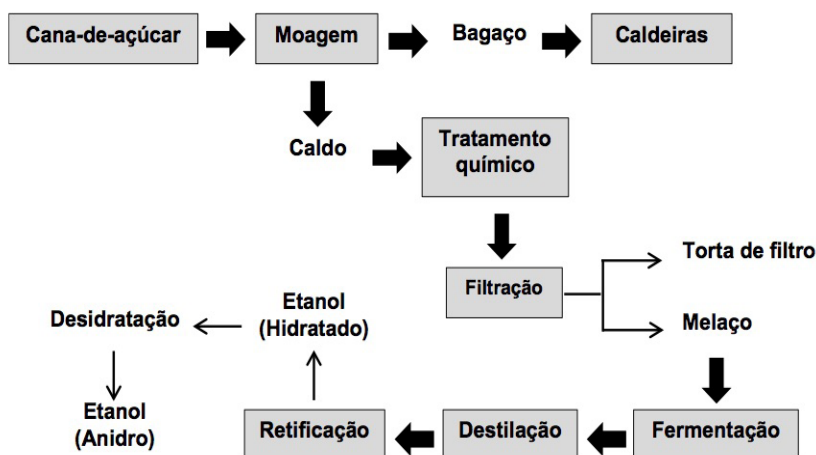 Cana-de-açúcar
Moagem
Bagaço
Caldeiras
Caldo
Tratamento
químico
Filtração
Torta de filtro
Melaço
Fermentação
Destilação
Retificação
Etanol
(Hidratado)
Desidratação
Etanol
(Anidro)